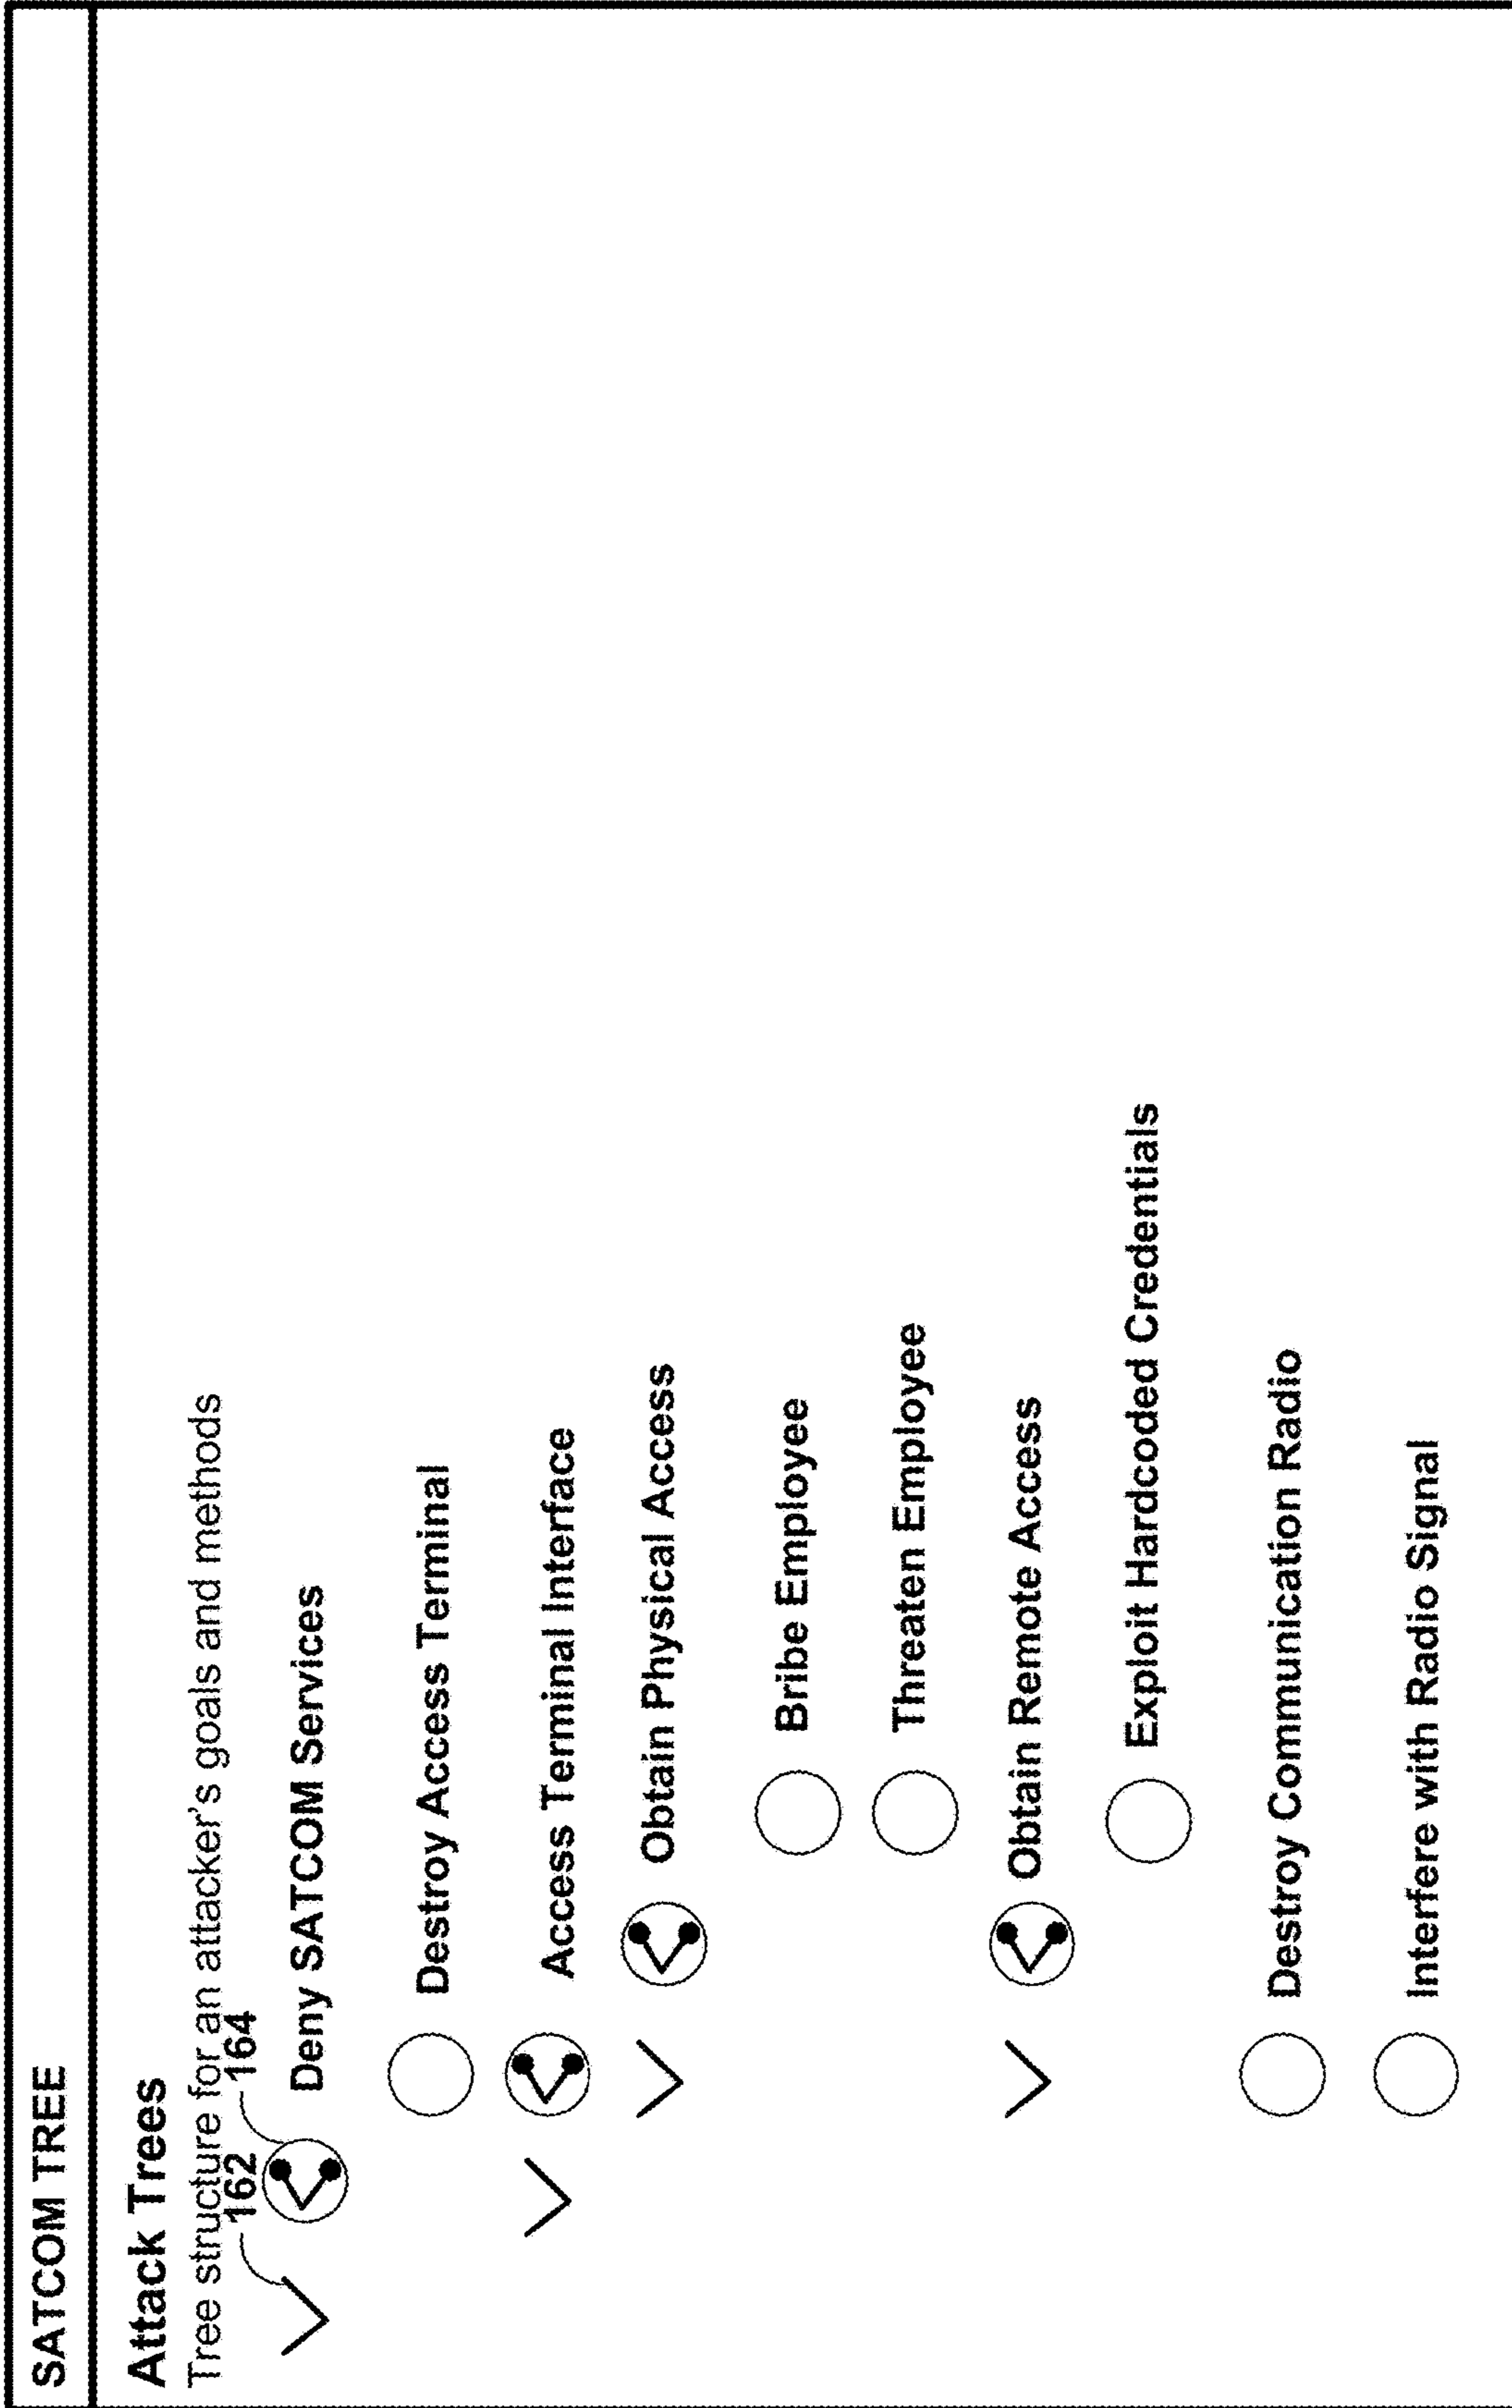 SATCOM TREE
Attack Trees
Tree structure for an attacker's goals and methods
162
164
Deny SATCOM Services
Destroy Access Terminal
Access Terminal Interface
Obtain Physical Access
Bribe Employee
Threaten Employee
Obtain Remote Access
Exploit Hardcoded Credentials
Destroy Communication Radio
Interfere with Radio Signal